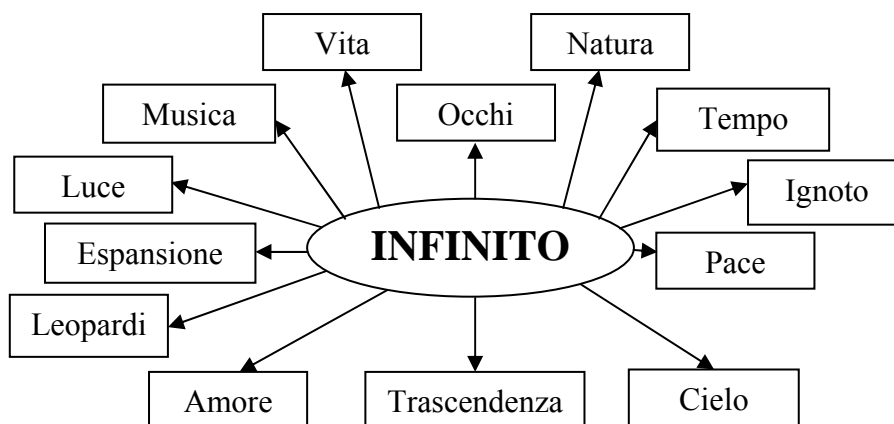 Vita
Natura
Musica
Occhi
Tempo
Luce
Ignoto
INFINITO
Espansione
Pace
Leopardi
Amore
Trascendenza
Cielo